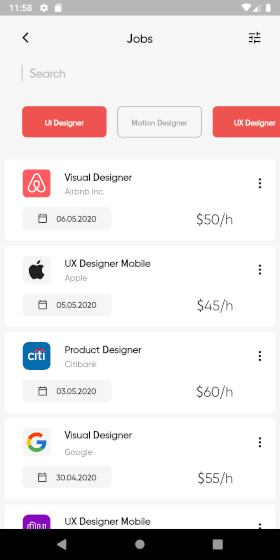 11:58
Jobs
Search
UI Designer
Motion Designer
UX Designer
Visual Designer
Airbnb Inc.
06.05.2020
$50/h
UX Designer Mobile
Apple
05.05.2020
$45/h
citi
Product Designer
Citibank
03.05.2020
$60/h
Visual Designer
Google
30.04.2020
$55/h
UX Designer Mobile